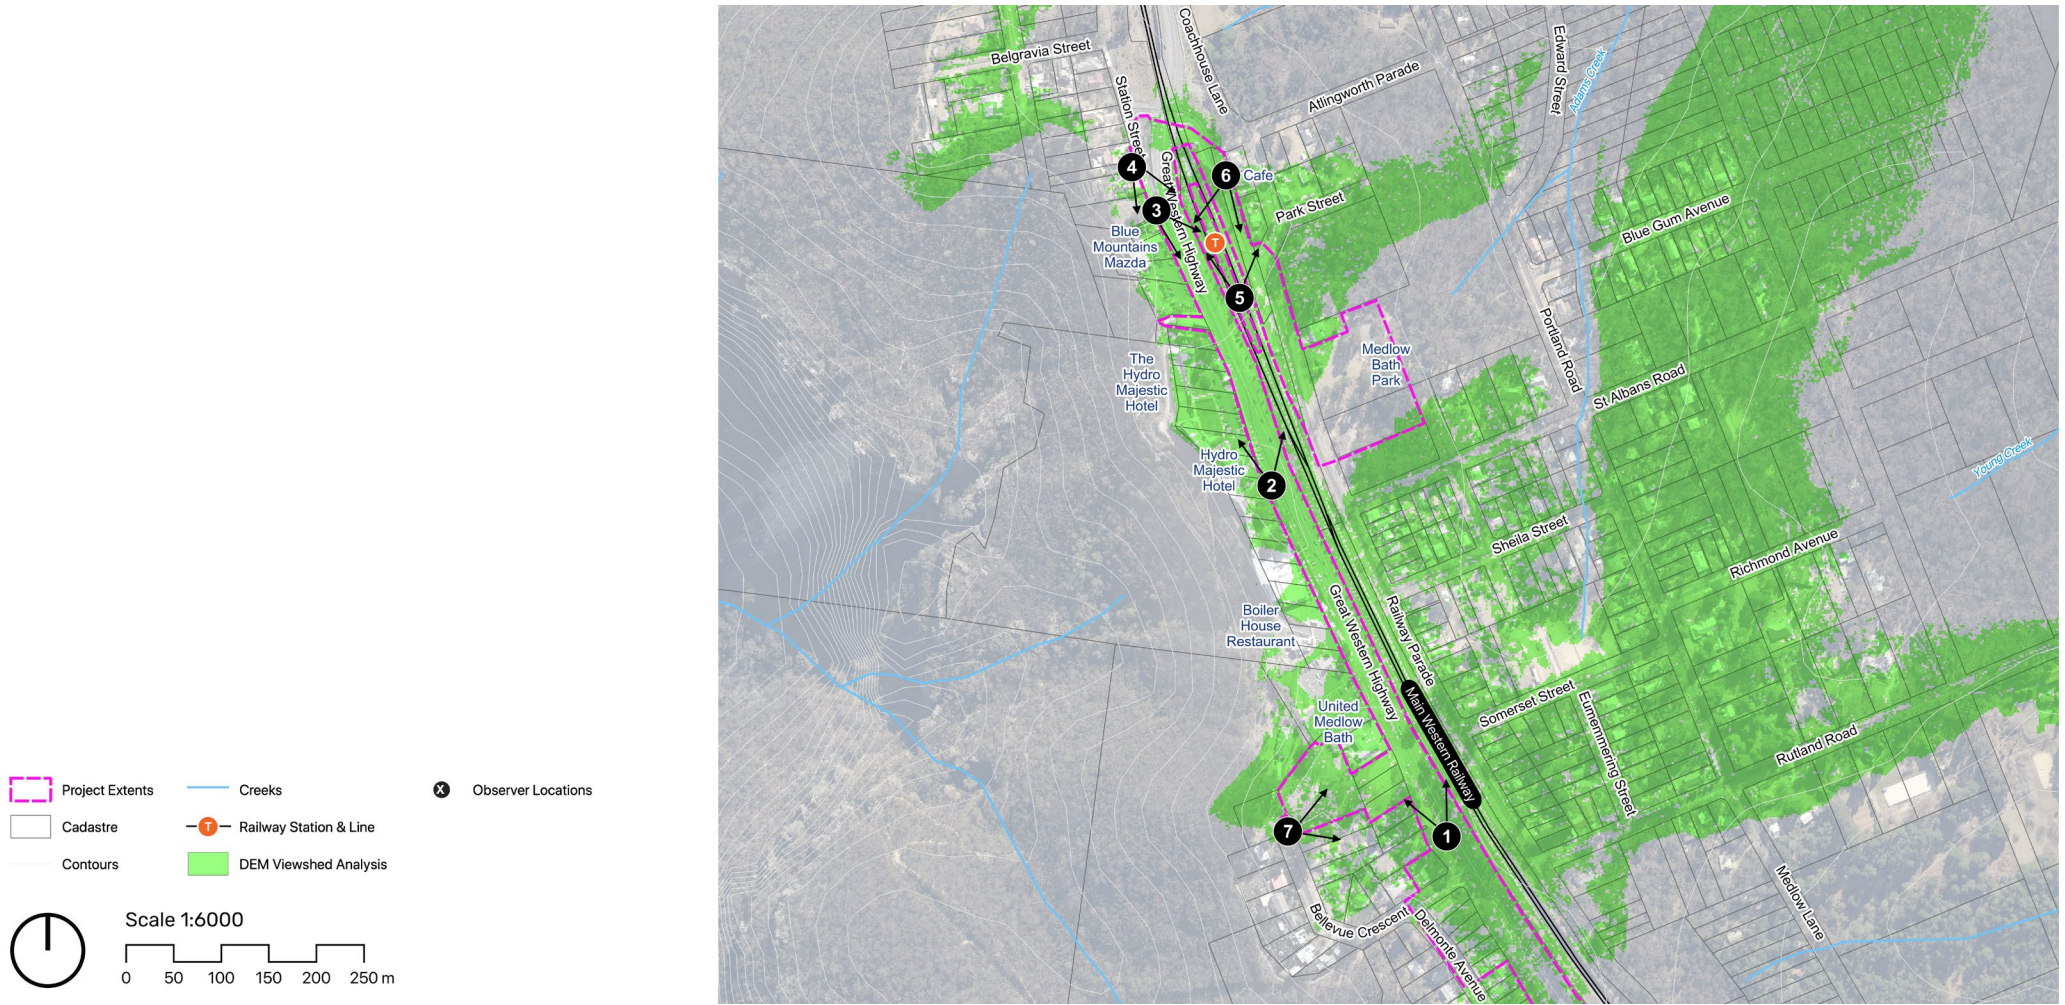 Coachhouse Lane
Belgravia Street
Edward Street
Adams Creek
Atlingworth Parade
Station Street
Great Western Highway
4
6
Cafe
3
Park Street
Blue Gum Avenue
Blue
Mountains
Mazda
T
5
Portland Road
The
Hydro
Majestic
Hotel
Medlow
Bath
Park
St Albans Road
Hydro
Majestic
Hotel
2
Young Creek
Sheila Street
Richmond Avenue
Boiler
House
Restaurant
Great Western Highway
Railway Parade
Main Western Railway
United
Medlow
Bath
Somerset Street
Eumemmering Street
Rutland Road
7
1
Medlow Lane
Bellevue Crescent
Delmonte Avenue
Project Extents
Creeks
X
Observer Locations
Cadastre
T
Railway Station & Line
Contours
DEM Viewshed Analysis
Scale 1:6000
0 50 100 150 200 250 m